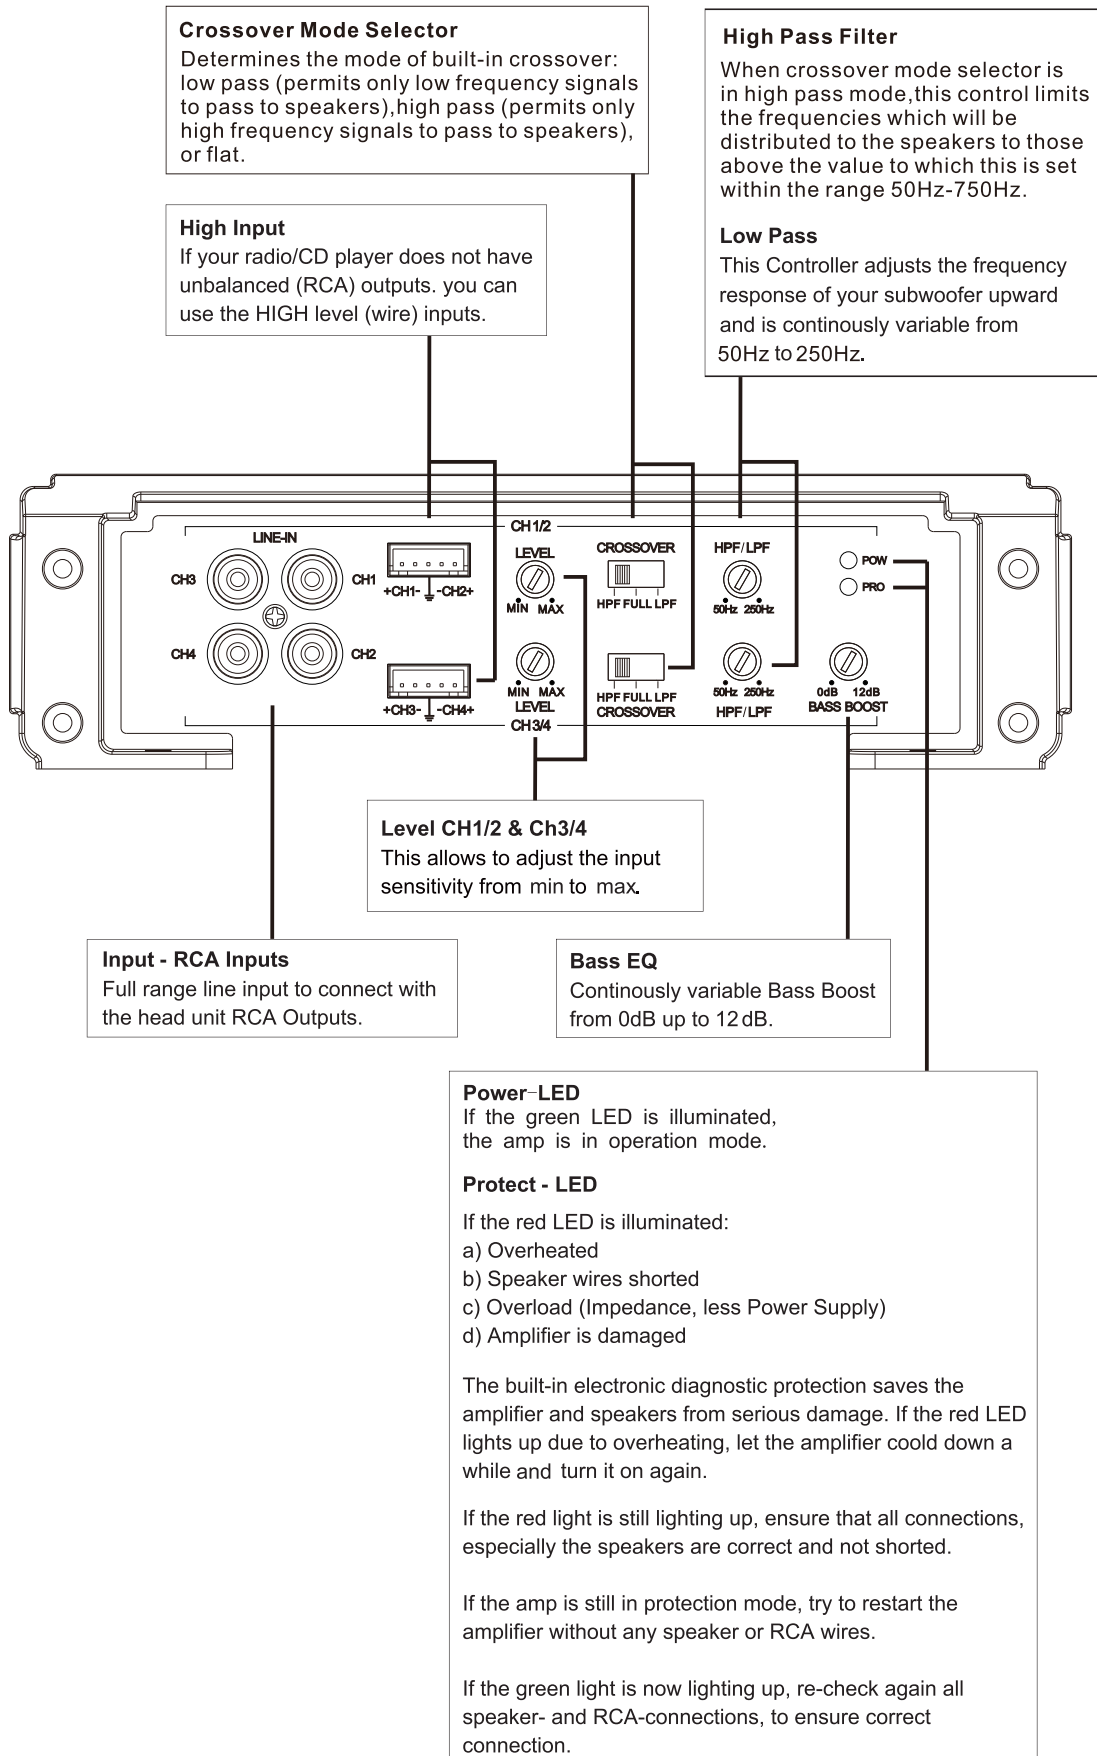 Crossover Mode Selector
Determines the mode of built-in crossover:
low pass (permits only low frequency signals
to pass to speakers),high pass (permits only
high frequency signals to pass to speakers),
or flat.
High Pass Filter
When crossover mode selector is
in high pass mode,this control limits
the frequencies which will be
distributed to the speakers to those
above the value to which this is set
within the range 50Hz-750Hz.
Low Pass
This Controller adjusts the frequency
response of your subwoofer upward
and is continously variable from
50Hz to 250Hz.
High Input
If your radio/CD player does not have
unbalanced (RCA) outputs. you can
use the HIGH level (wire) inputs.
CH1/2
LINE-IN
CH3
CH1
CH4
CH2
+CH1- -CH2+
+CH3- -CH4+
LEVEL
MIN MAX
MIN MAX
LEVEL
CH3/4
CROSSOVER
HPF FULL LPF
HPF FULL LPF
CROSSOVER
HPF/LPF
50Hz 250Hz
50Hz 250Hz
HPF/LPF
POW
PRO
0dB 12dB
BASS BOOST
Level CH1/2 & Ch3/4
This allows to adjust the input
sensitivity from min to max.
Input - RCA Inputs
Full range line input to connect with
the head unit RCA Outputs.
Bass EQ
Continously variable Bass Boost
from 0dB up to 12dB.
Power-LED
If the green LED is illuminated,
the amp is in operation mode.
Protect - LED
If the red LED is illuminated:
a) Overheated
b) Speaker wires shorted
c) Overload (Impedance, less Power Supply)
d) Amplifier is damaged
The built-in electronic diagnostic protection saves the
amplifier and speakers from serious damage. If the red LED
lights up due to overheating, let the amplifier coold down a
while and turn it on again.
If the red light is still lighting up, ensure that all connections,
especially the speakers are correct and not shorted.
If the amp is still in protection mode, try to restart the
amplifier without any speaker or RCA wires.
If the green light is now lighting up, re-check again all
speaker- and RCA-connections, to ensure correct
connection.